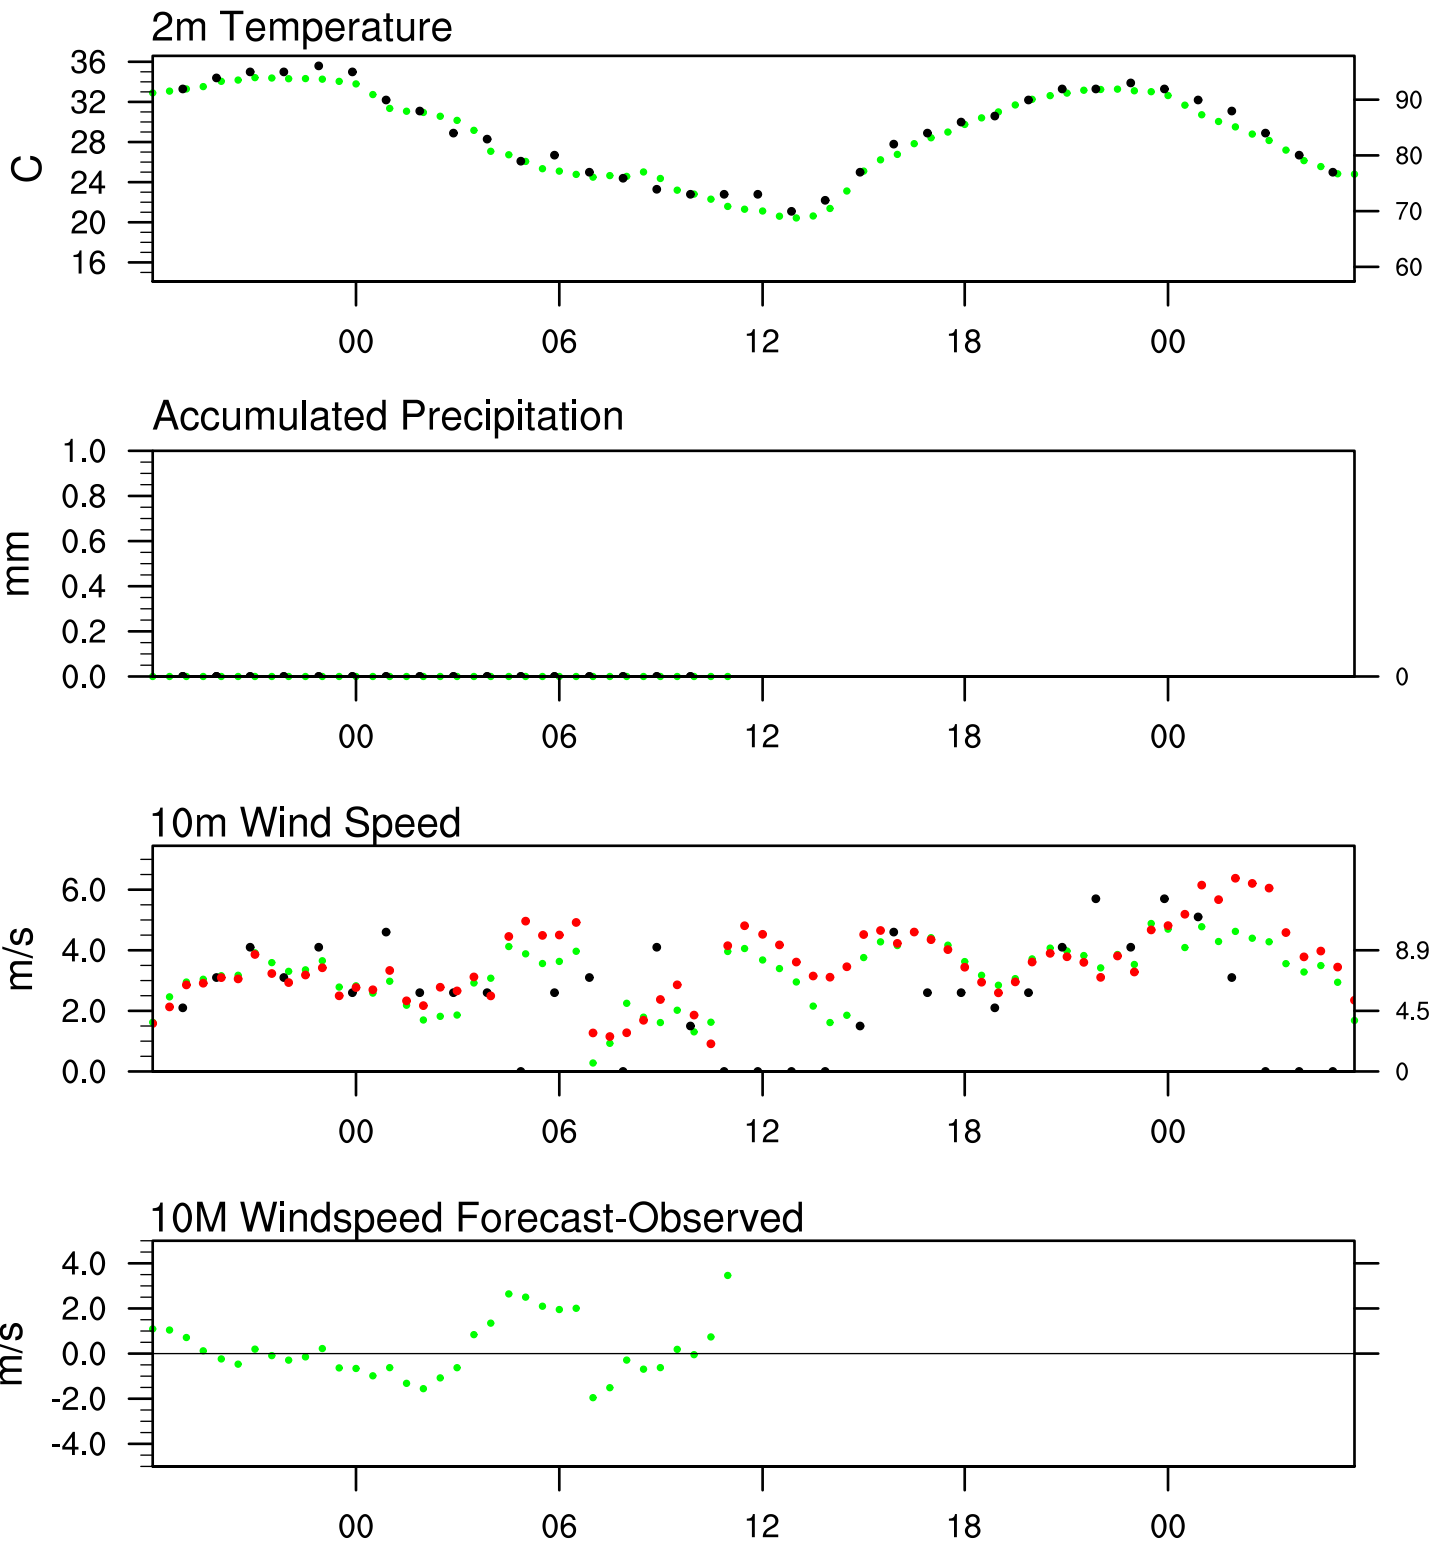 2m Temperature
36
32
28
24
20
16
C
90
80
70
60
00 06 12 18 00
Accumulated Precipitation
1.0
0.8
0.6
0.4
0.2
0.0
mm
0
00 06 12 18 00
10m Wind Speed
6.0
4.0
2.0
0.0
m/s
8.9
4.5
0
00 06 12 18 00
10M Windspeed Forecast-Observed
4.0
2.0
0.0
-2.0
-4.0
m/s
00 06 12 18 00